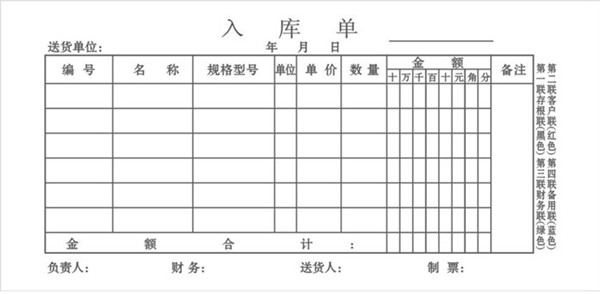 入库单
送货单位： 年 月 日
编号 名称 规格型号 单位 单价 数量 金额 备注
十 万 千 百 十 元 角 分
金额合计：
负责人： 财务： 送货人： 制票：
第一联存根联(黑色) 第三联财务联(绿色)
第二联客户联(红色) 第四联备用联(蓝色)